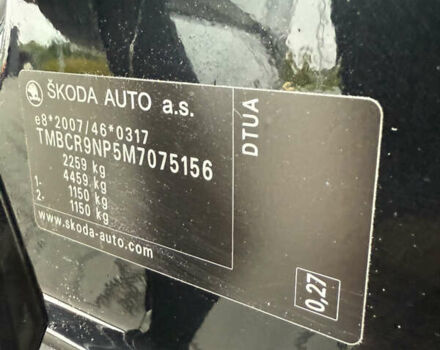 ŠKODA AUTO a.s.
e8*2007/46*0317
TMBCR9NP5M7075156
2259 kg
4459 kg
1- 1150 kg
2- 1150 kg
www.skoda-auto.com
DTUA
0,27